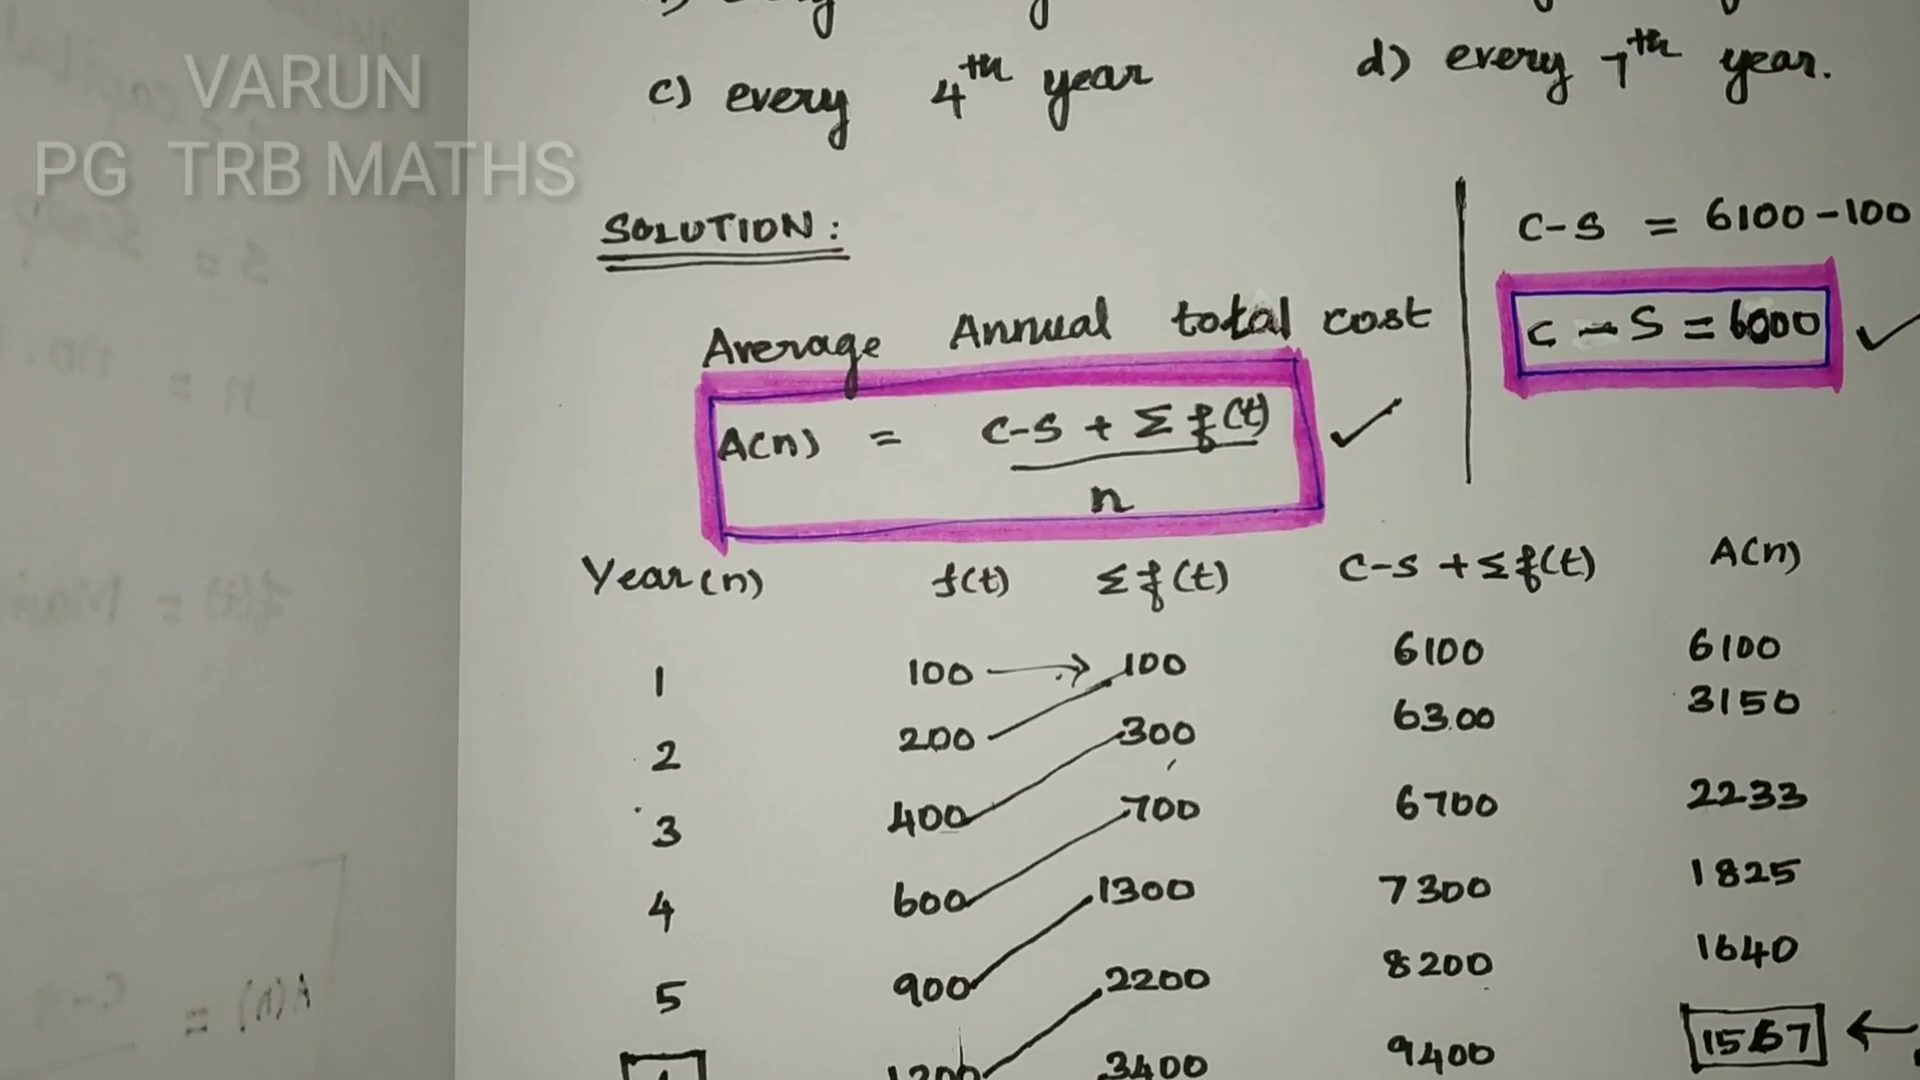 VARUN
PG TRB MATHS
c) every 4th year
d) every 7th year.
SOLUTION:
C-S = 6100-100
C - S = 6000
Average Annual total cost
A(n) = C-S + Σ f(t)
n
Year(n) f(t) Σ f(t) C-S + Σ f(t) A(n)
1 100 100 6100 6100
2 200 300 6300 3150
3 400 700 6700 2233
4 600 1300 7300 1825
5 900 2200 8200 1640
1200 3400 9400 1567